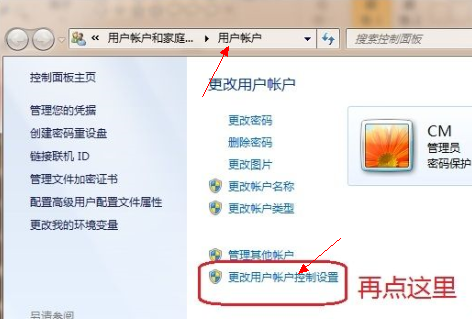 « 用户帐户和家庭... ▶ 用户帐户
搜索控制面板
控制面板主页
管理您的凭据
创建密码重设盘
链接联机 ID
管理文件加密证书
配置高级用户配置文件属性
更改我的环境变量
另请参阅
更改用户帐户
更改密码
删除密码
更改图片
更改帐户名称
更改帐户类型
管理其他帐户
更改用户帐户控制设置
CM
管理员
密码保护
再点这里